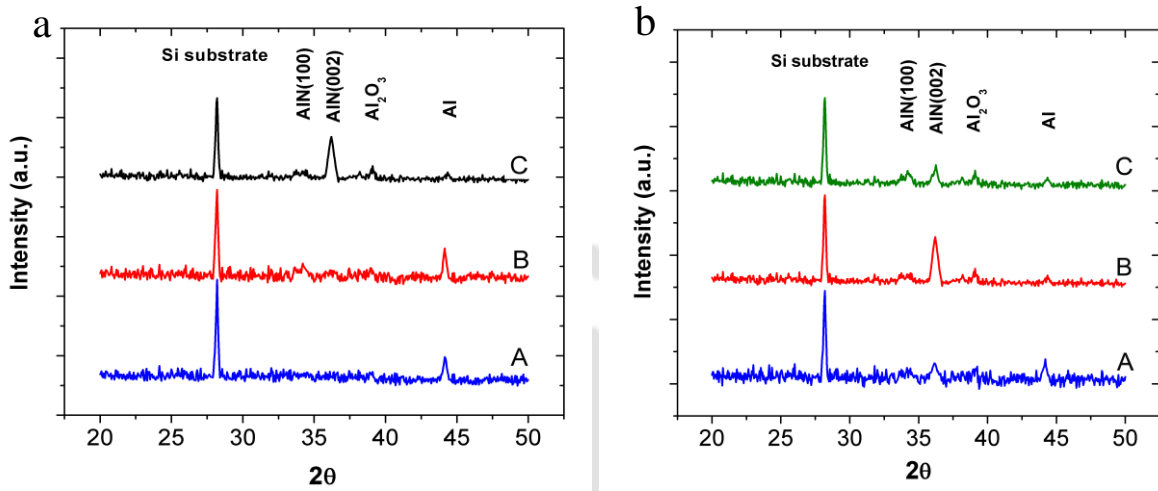 a
Si substrate
AlN(100)
AlN(002)
Al₂O₃
Al
C
B
A
Intensity (a.u.)
20 25 30 35 40 45 50
2θ
b
Si substrate
AlN(100)
AlN(002)
Al₂O₃
Al
C
B
A
Intensity (a.u.)
20 25 30 35 40 45 50
2θ